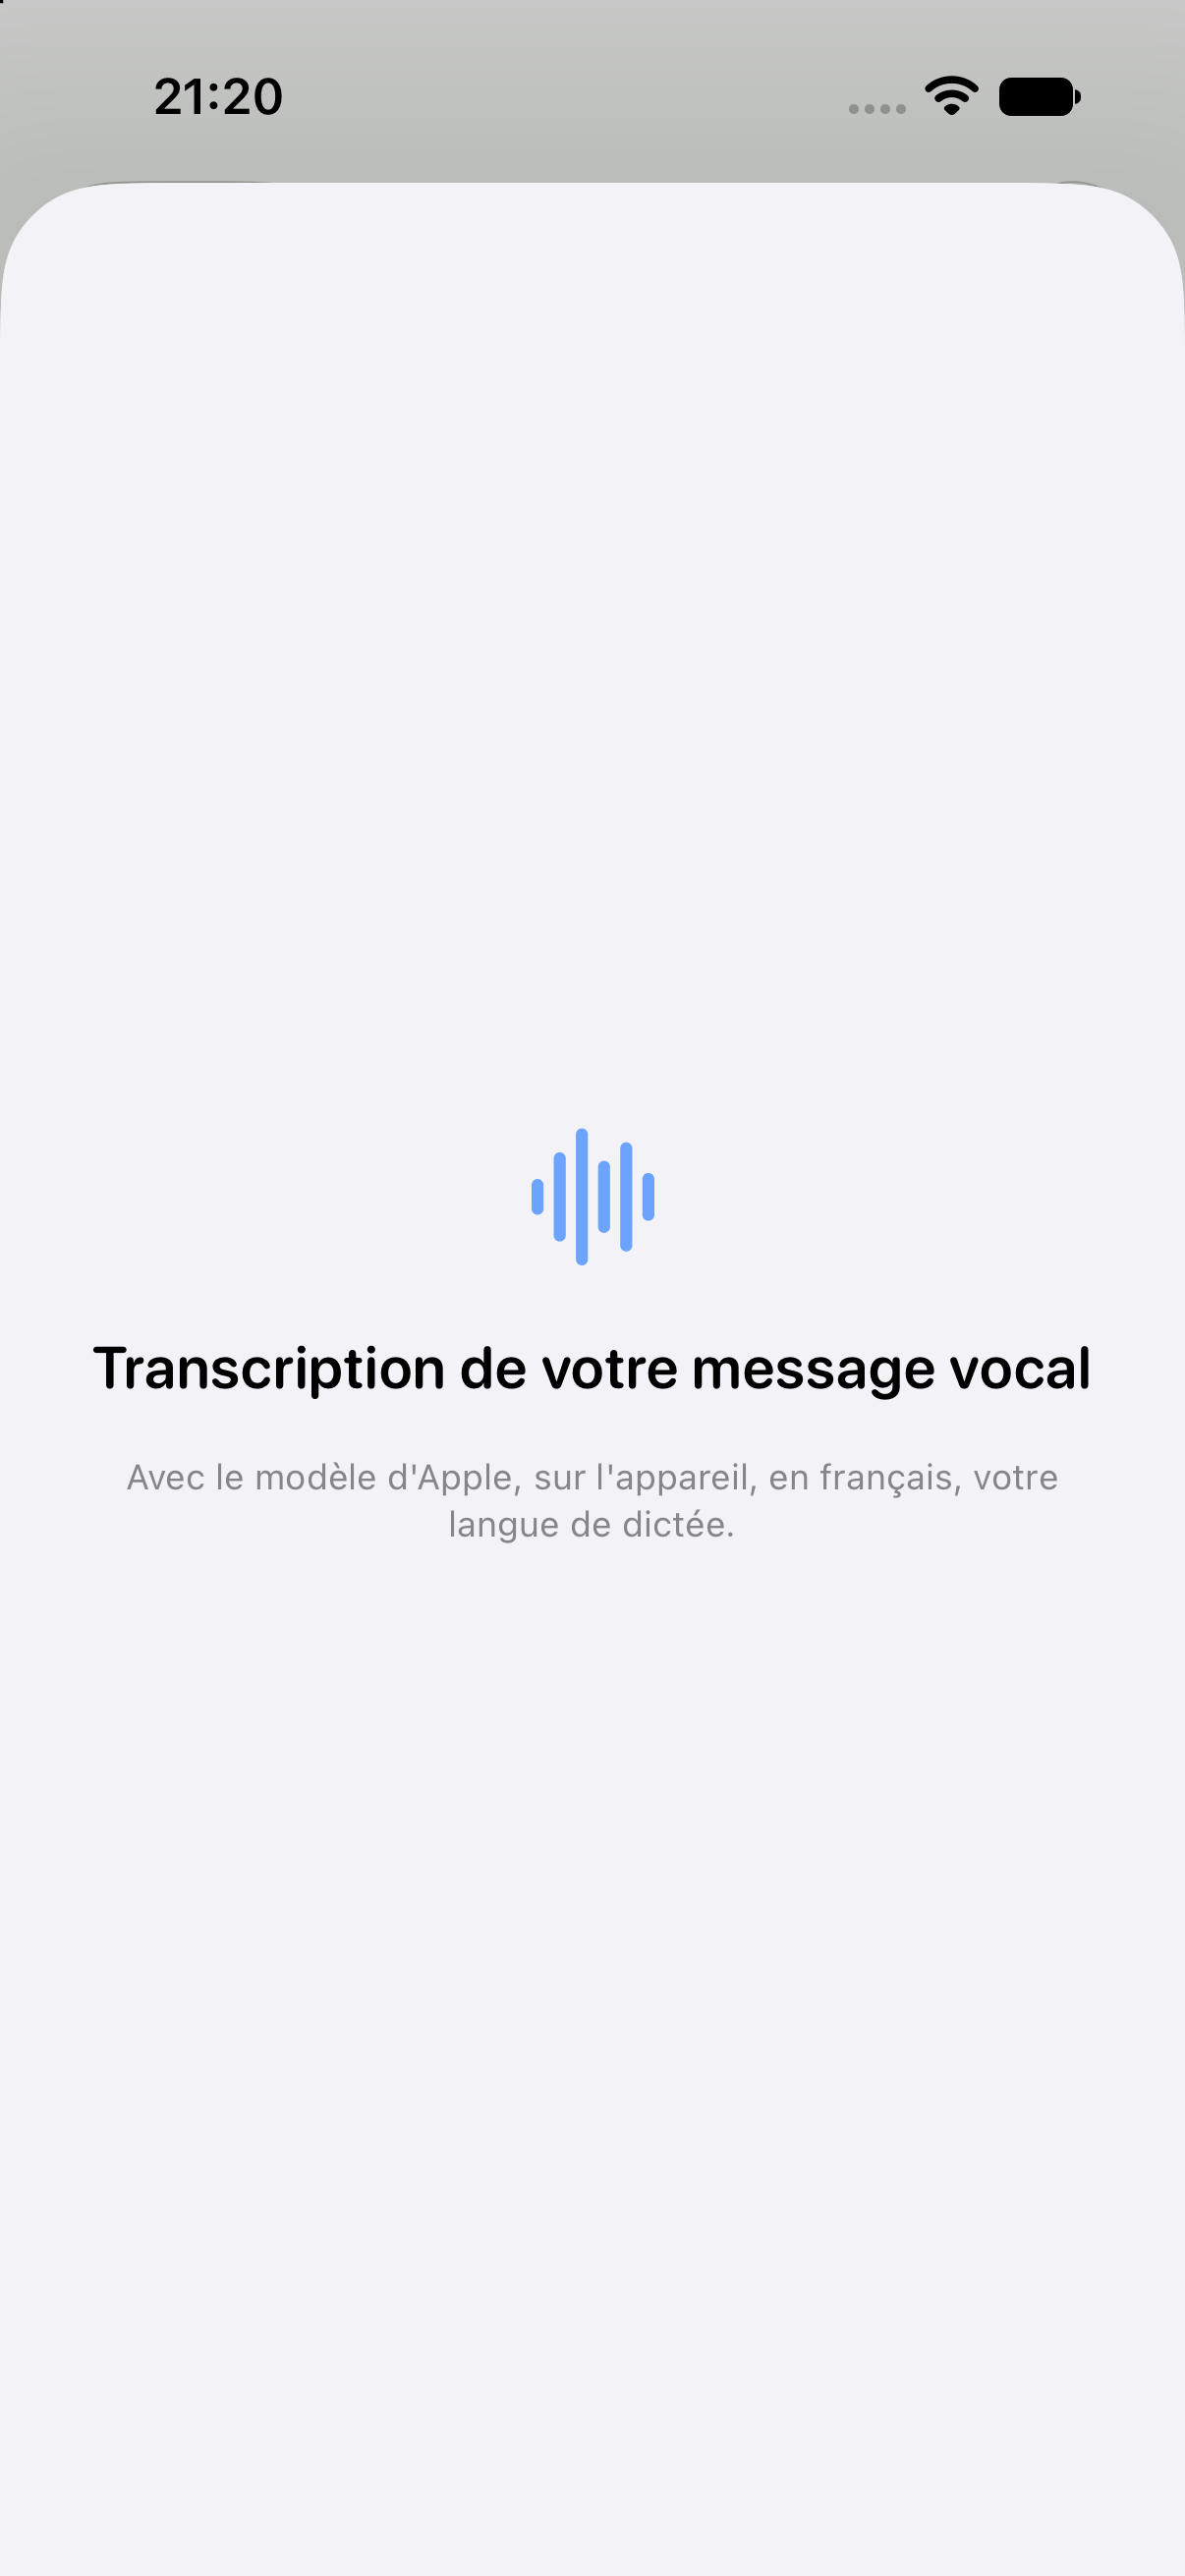 21:20
Transcription de votre message vocal
Avec le modèle d'Apple, sur l'appareil, en français, votre
langue de dictée.